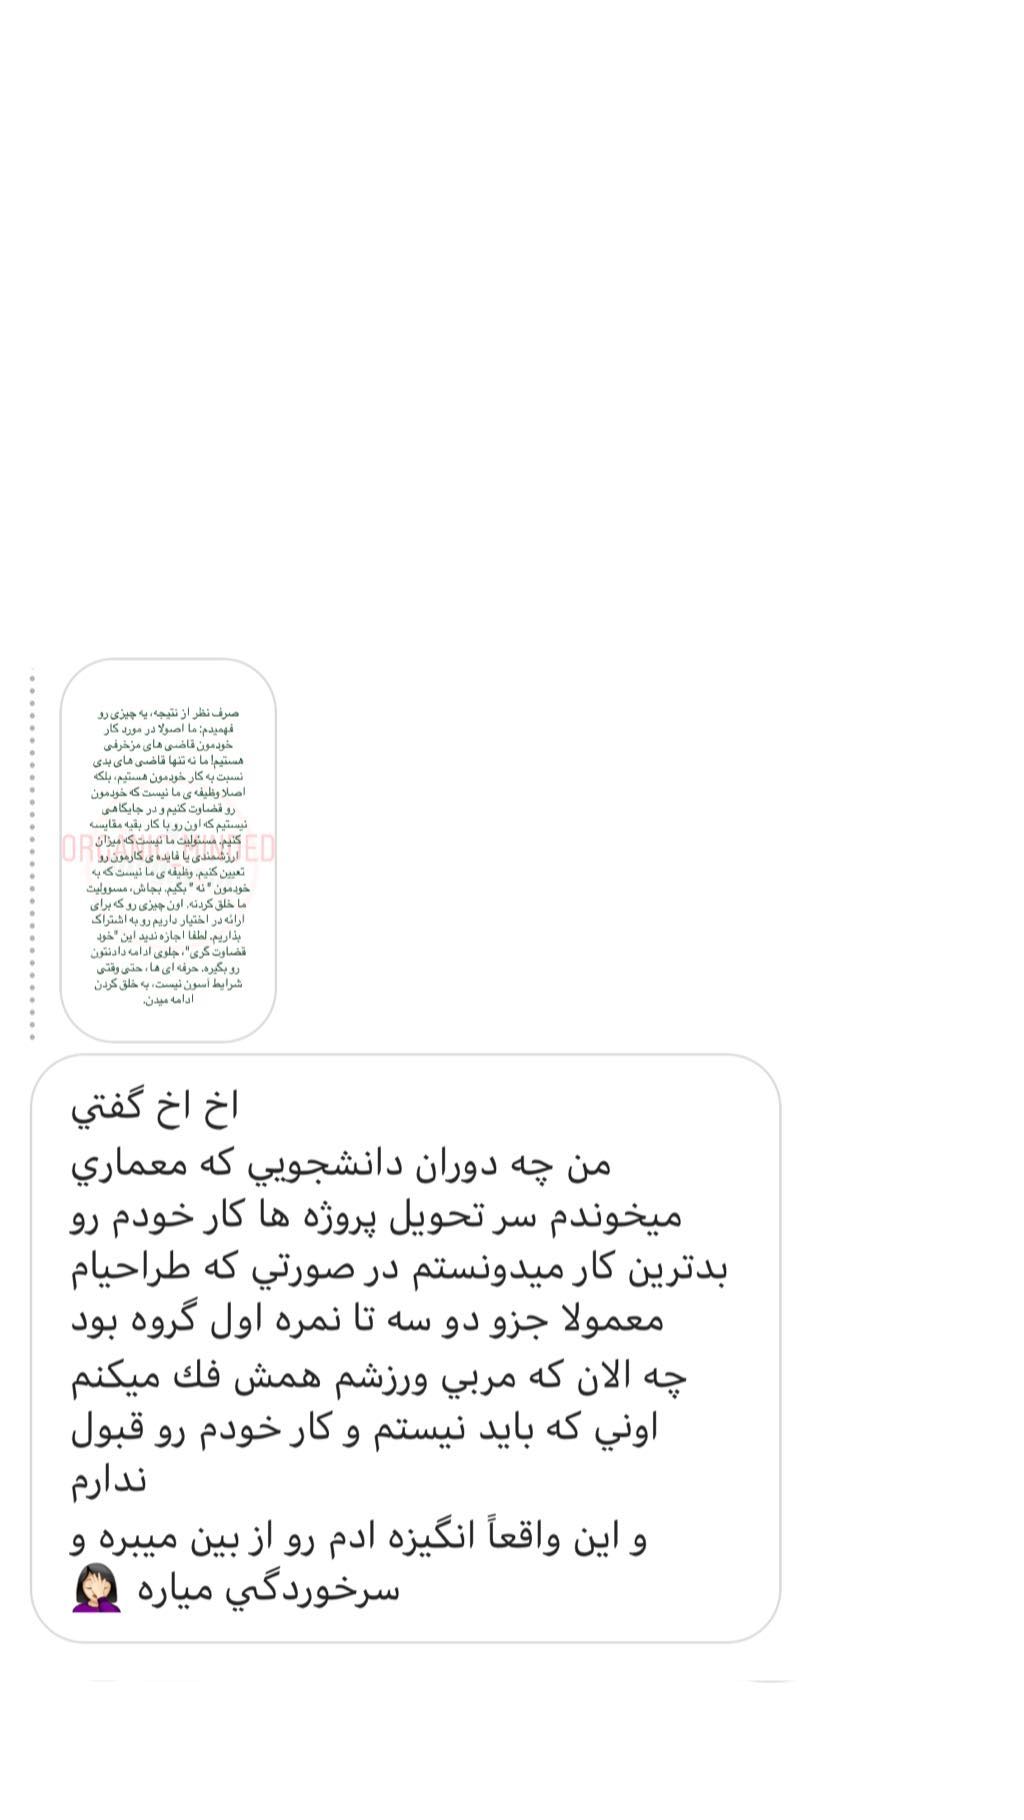 صرف نظر از نتیجه، یه چیزی رو
فهمیدم: ما اصولا در مورد کار
خودمون قاضی های مزخرفی
هستیم! ما نه تنها قاضی های بدی
نسبت به کار خودمون هستیم، بلکه
اصلا وظیفه ی ما نیست که خودمون
رو قضاوت کنیم و در جایگاهی
نیستیم که اون رو با کار بقیه مقایسه
کنیم. مسئولیت ما نیست که میزان
ارزشمندی یا فایده ی کارمون رو
ORGANIC_MINDED
تعیین کنیم. وظیفه ی ما نیست که به
خودمون "نه" بگیم. بجاش، مسوولیت
ما خلق کردنه. اون چیزی رو که برای
ارائه در اختیار داریم رو به اشتراک
بذاریم. لطفا اجازه ندید این "خود
قضاوت گری"، جلوی ادامه دادنتون
رو بگیره. حرفه ای ها، حتی وقتی
شرایط آسون نیست، به خلق کردن
ادامه میدن.
اخ اخ گفتي
من چه دوران دانشجويي كه معماري
ميخوندم سر تحويل پروژه ها كار خودم رو
بدترين كار ميدونستم در صورتي كه طراحيام
معمولا جزو دو سه تا نمره اول گروه بود
چه الان كه مربي ورزشم همش فك ميكنم
اوني كه بايد نيستم و كار خودم رو قبول
ندارم
و اين واقعاً انگيزه ادم رو از بين ميبره و
سرخوردگي مياره 🤦🏻‍♀️